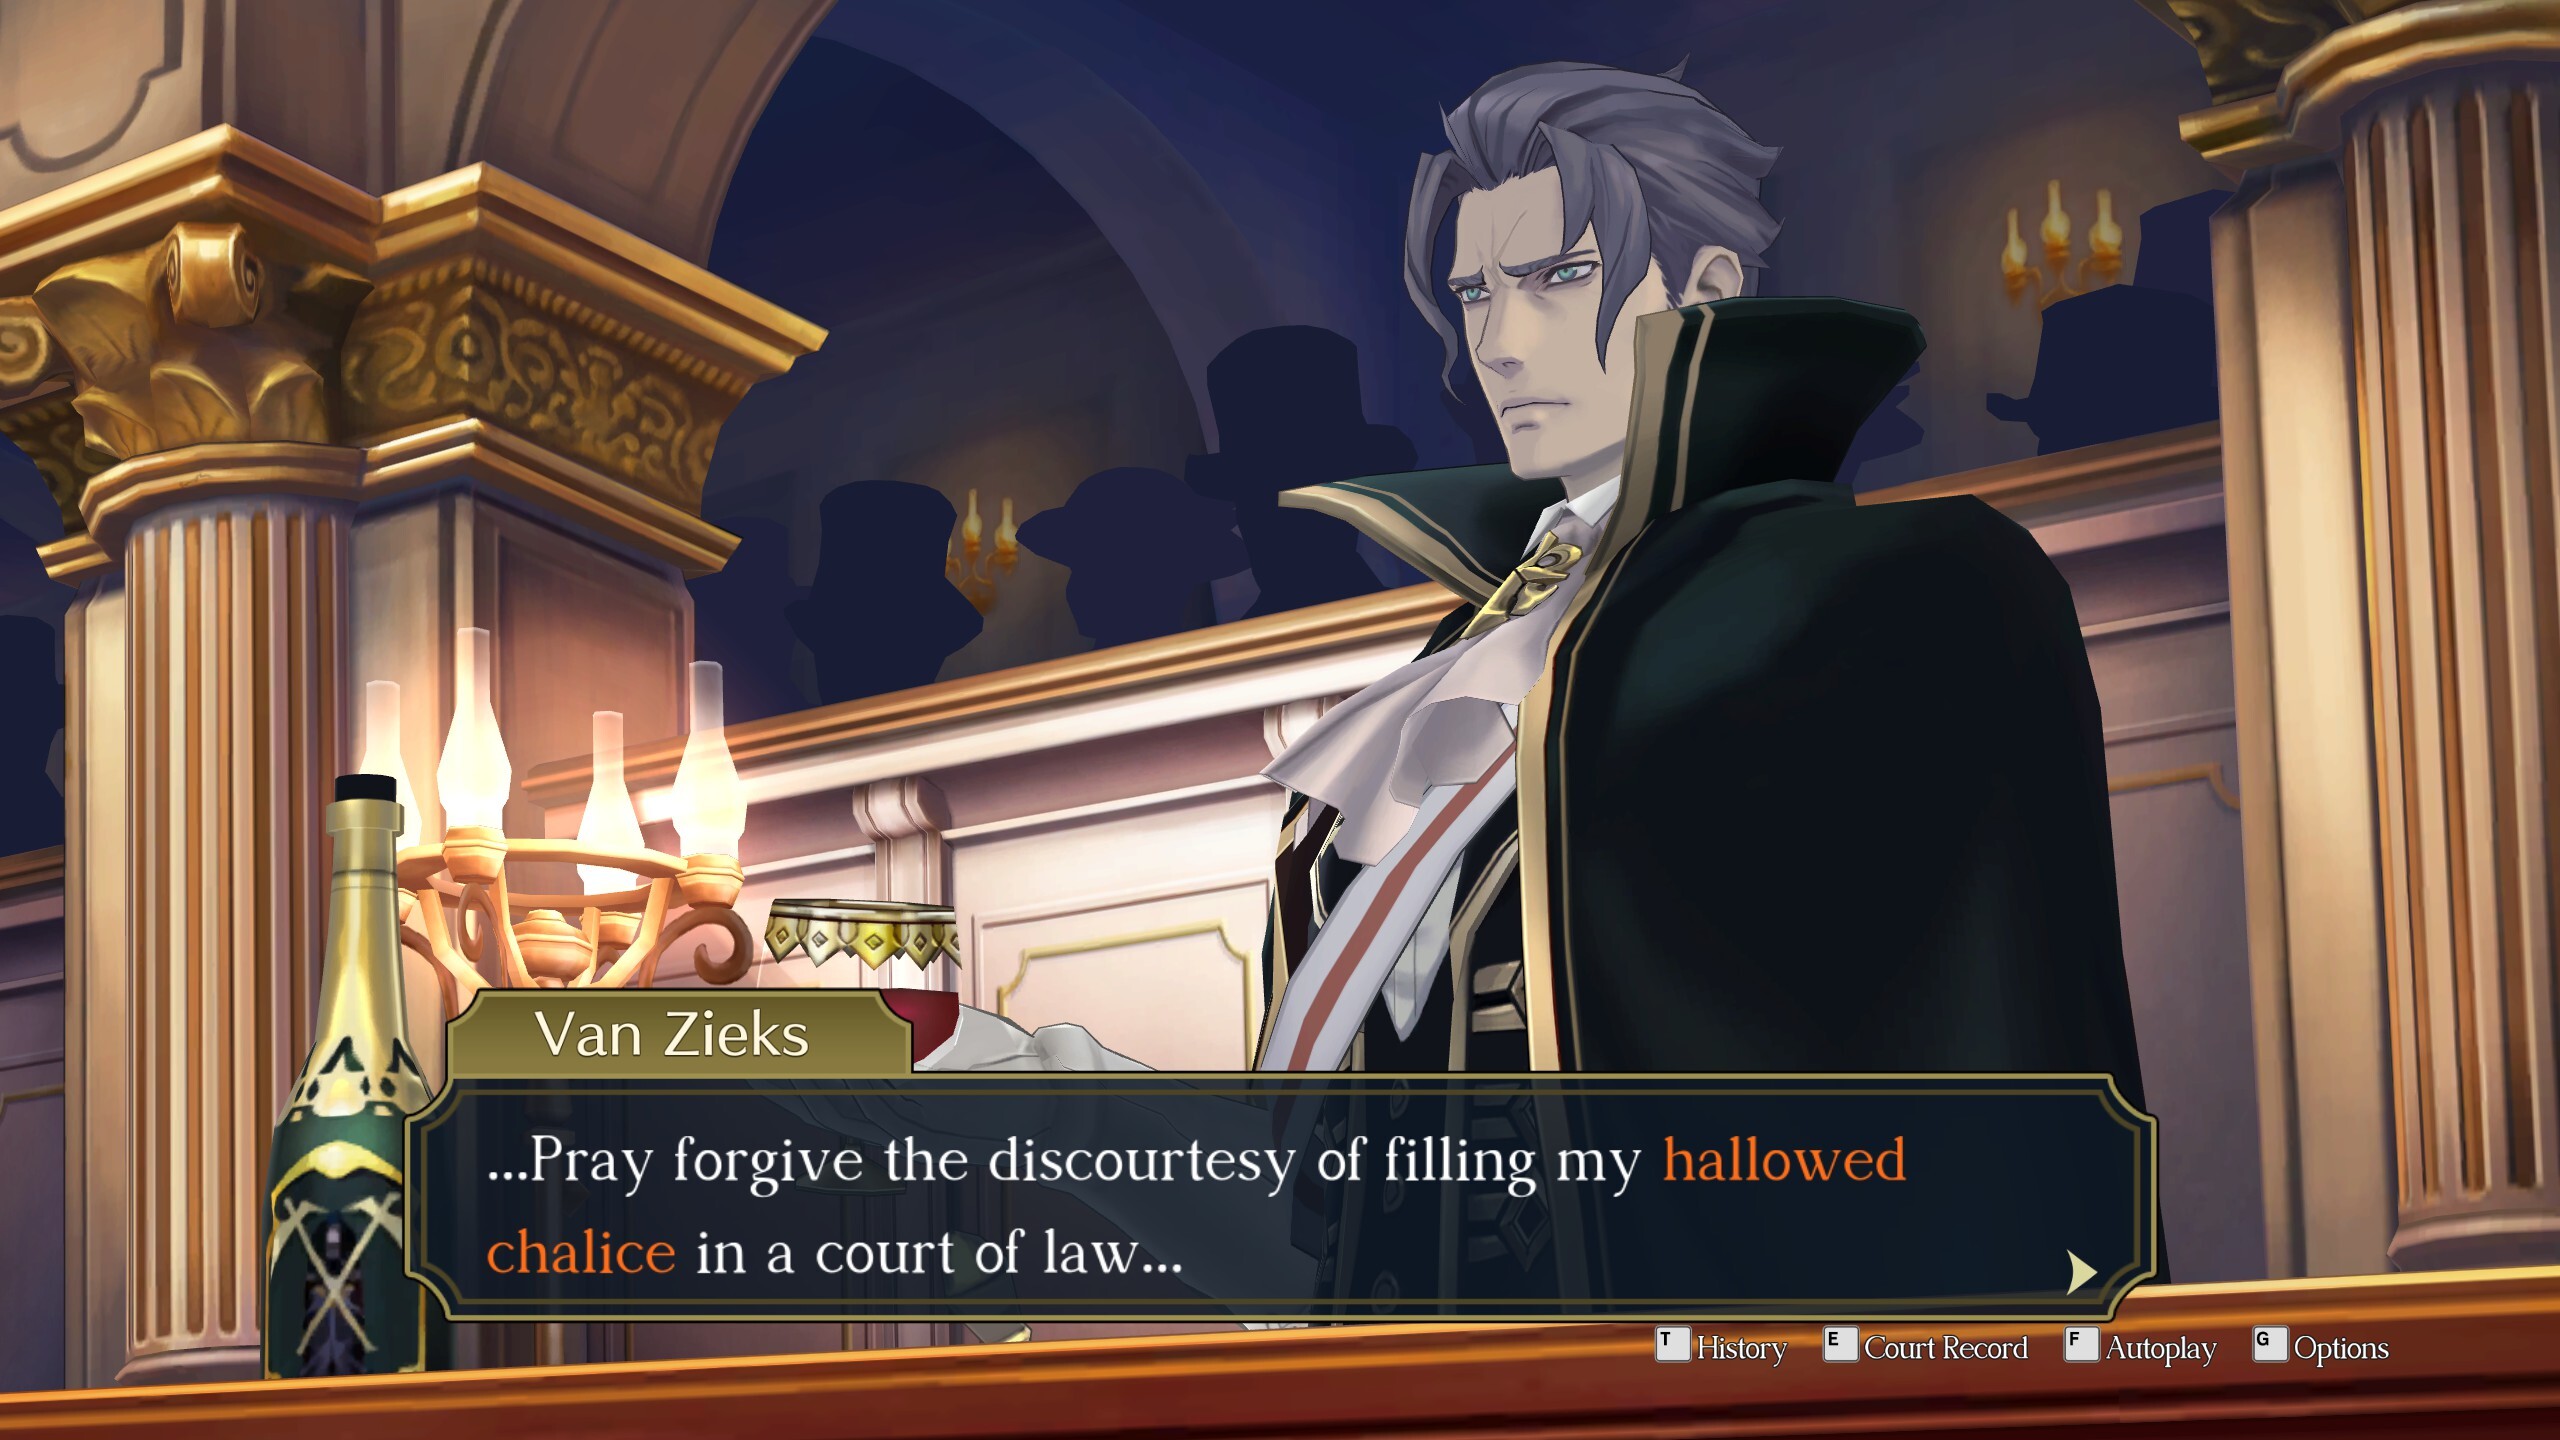 Van Zieks
...Pray forgive the discourtesy of filling my hallowed
chalice in a court of law...
T History E Court Record F Autoplay G Options